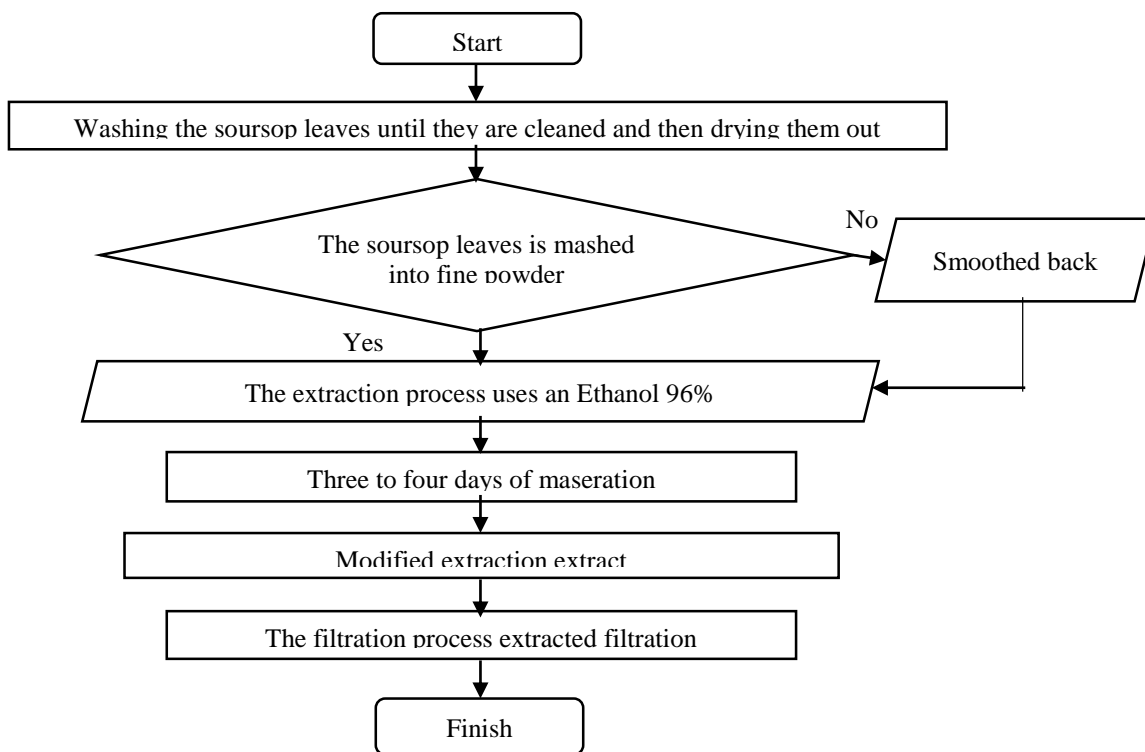 Start
Washing the soursop leaves until they are cleaned and then drying them out
The soursop leaves is mashed
into fine powder
No
Smoothed back
Yes
The extraction process uses an Ethanol 96%
Three to four days of maseration
Modified extraction extract
The filtration process extracted filtration
Finish